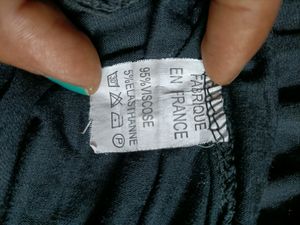 FABRIQUE
EN FRANCE
95%VISCOSE
5%ELASTHANNE
P